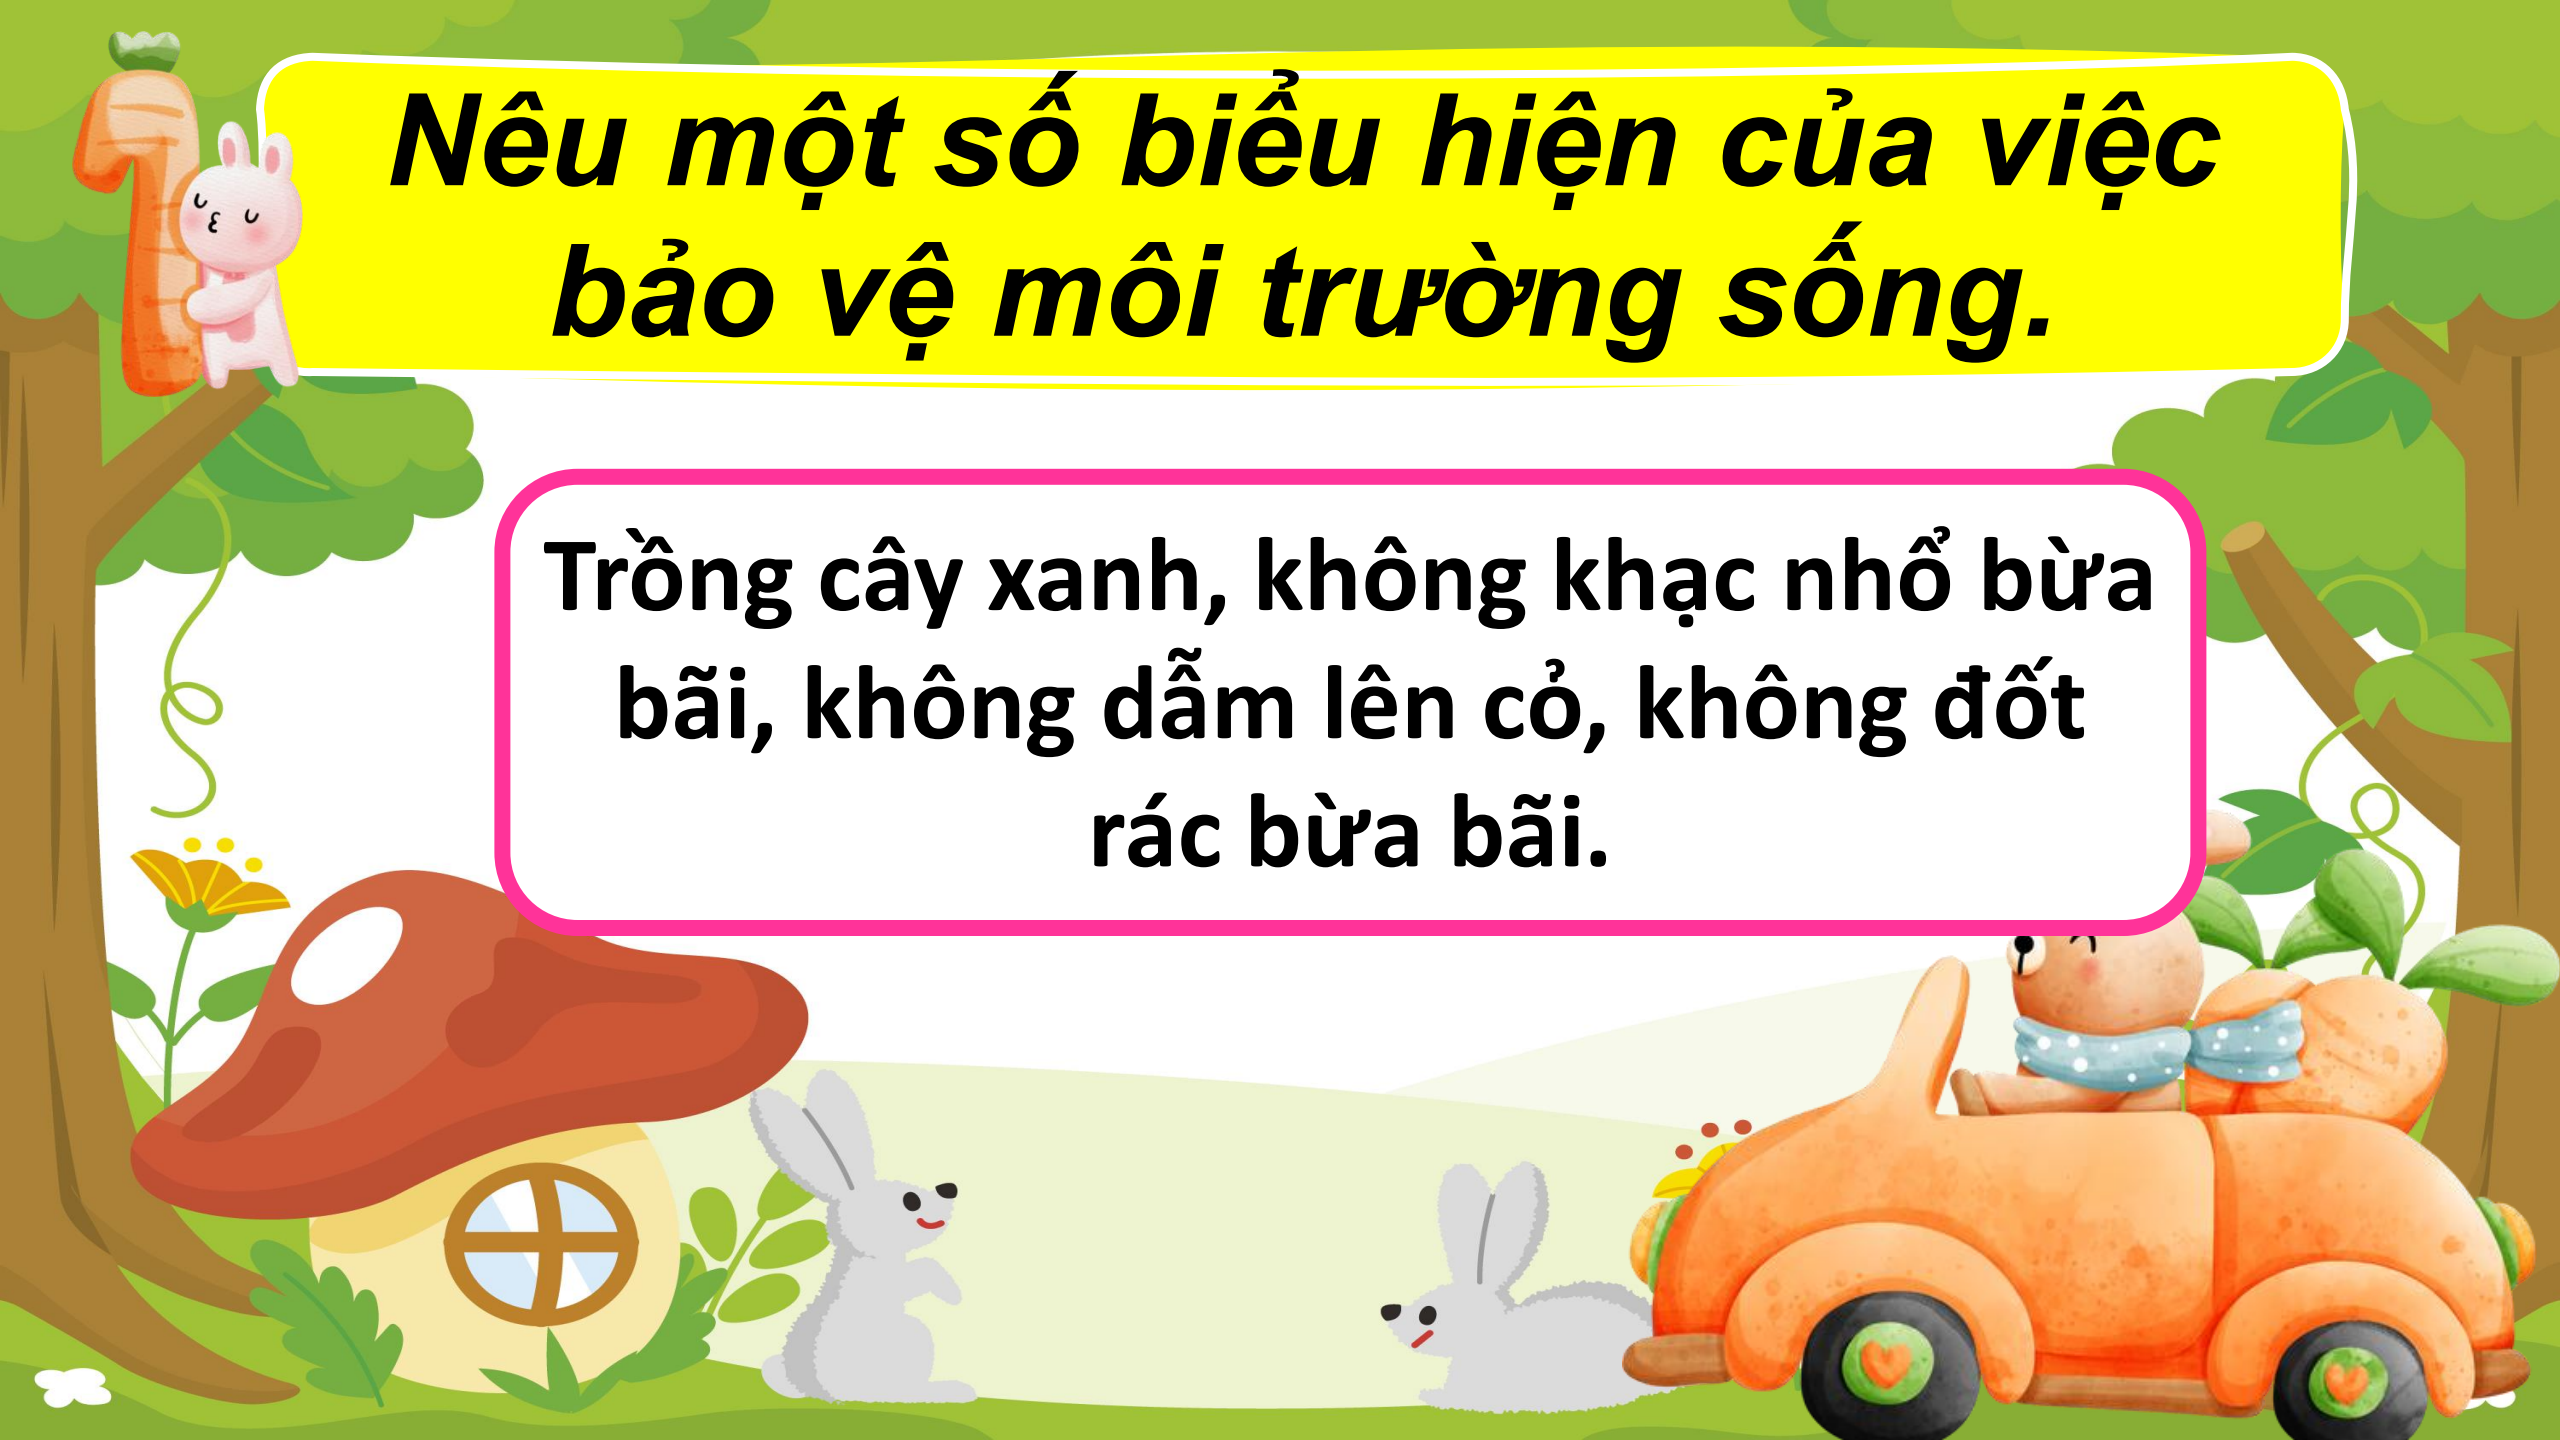 Nêu một số biểu hiện của việc
bảo vệ môi trường sống.
Trồng cây xanh, không khạc nhổ bừa
bãi, không dẫm lên cỏ, không đốt
rác bừa bãi.